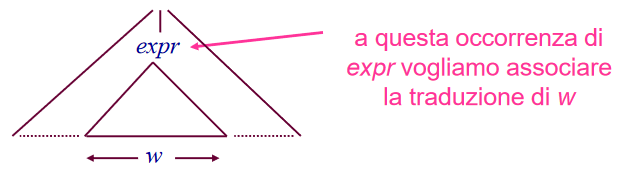 expr
a questa occorrenza di
expr vogliamo associare
la traduzione di w
w